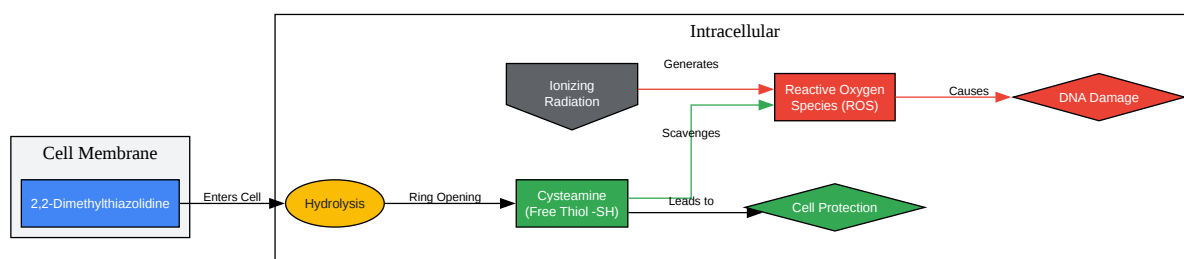 Intracellular
Generates
Ionizing
Radiation
Reactive Oxygen
Species (ROS)
Causes
DNA Damage
Scavenges
Cell Membrane
2,2-Dimethylthiazolidine
Enters Cell
Hydrolysis
Ring Opening
Cysteamine
(Free Thiol -SH)
Leads to
Cell Protection